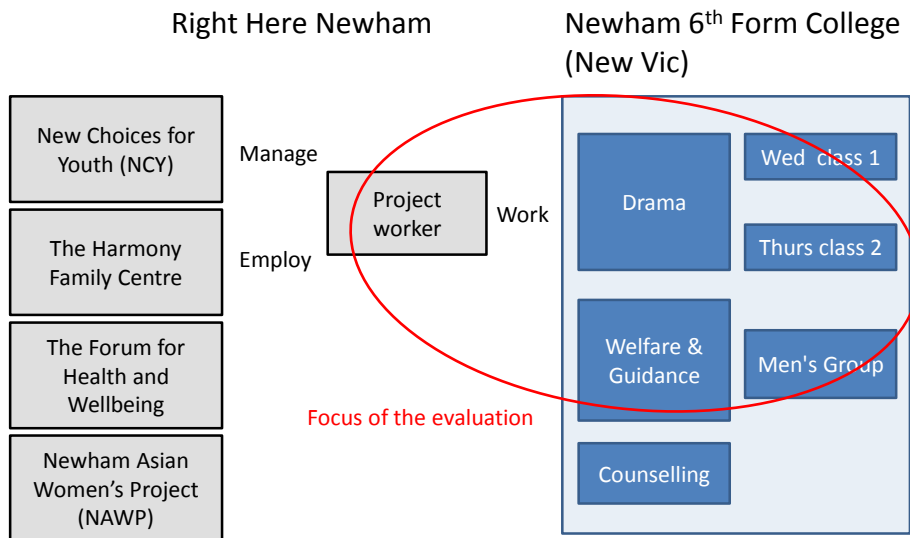 Right Here Newham
Newham 6th Form College
(New Vic)
New Choices for
Youth (NCY)
Manage
Project
worker
Work
Employ
The Harmony
Family Centre
The Forum for
Health and
Wellbeing
Newham Asian
Women’s Project
(NAWP)
Focus of the evaluation
Drama
Wed class 1
Thurs class 2
Welfare &
Guidance
Men's Group
Counselling